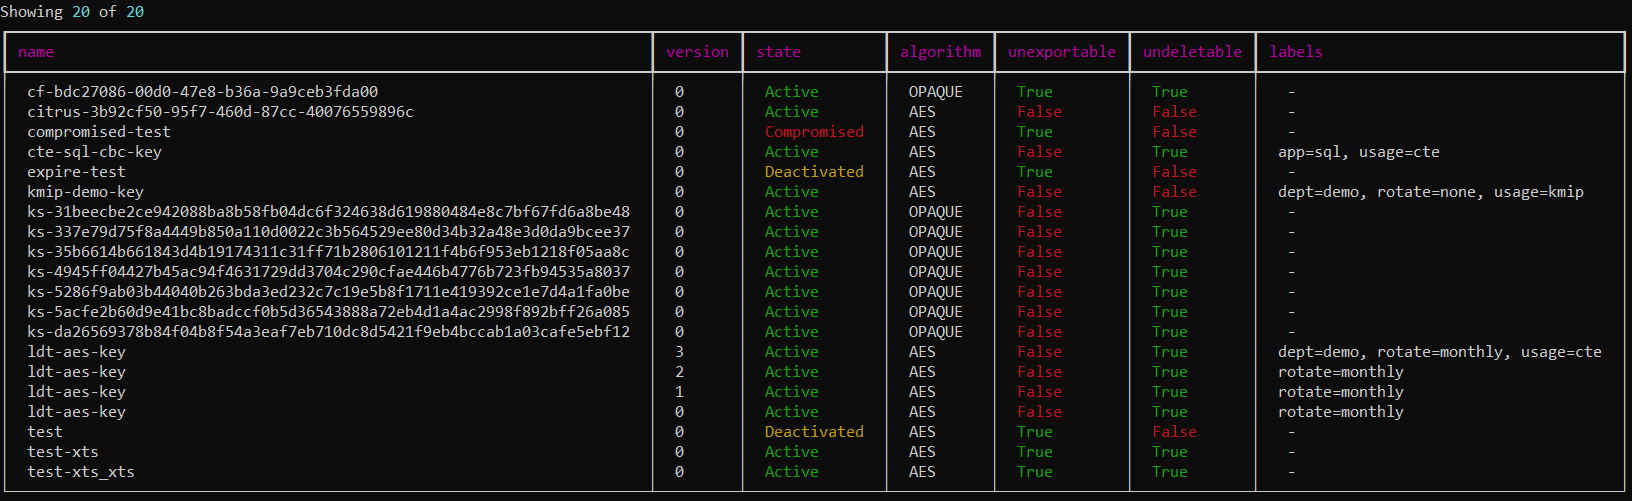 Showing 20 of 20
name version state algorithm unexportable undeletable labels
cf-bdc27086-00d0-47e8-b36a-9a9ceb3fda00 0 Active OPAQUE True True -
citrus-3b92cf50-95f7-460d-87cc-40076559896c 0 Active AES False False -
compromised-test 0 Compromised AES True False -
cte-sql-cbc-key 0 Active AES False True app=sql, usage=cte
expire-test 0 Deactivated AES True False -
kmip-demo-key 0 Active AES False False dept=demo, rotate=none, usage=kmip
ks-31beecbe2ce942088ba8b58fb04dc6f324638d619880484e8c7bf67fd6a8be48 0 Active OPAQUE False True -
ks-337e79d75f8a4449b850a110d0022c3b564529ee80d34b32a48e3d0da9bcee37 0 Active OPAQUE False True -
ks-35b6614b661843d4b19174311c31ff71b2806101211f4b6f953eb1218f05aa8c 0 Active OPAQUE False True -
ks-4945ff04427b45ac94f4631729dd3704c290cfae446b4776b723fb94535a8037 0 Active OPAQUE False True -
ks-5286f9ab03b44040b263bda3ed232c7c19e5b8f1711e419392ce1e7d4a1fa0be 0 Active OPAQUE False True -
ks-5acfe2b60d9e41bc8badccf0b5d36543888a72eb4d1a4ac2998f892bff26a085 0 Active OPAQUE False True -
ks-da26569378b84f04b8f54a3eaf7eb710dc8d5421f9eb4bccab1a03cafe5ebf12 0 Active OPAQUE False True -
ldt-aes-key 3 Active AES False True dept=demo, rotate=monthly, usage=cte
ldt-aes-key 2 Active AES False True rotate=monthly
ldt-aes-key 1 Active AES False True rotate=monthly
ldt-aes-key 0 Active AES False True rotate=monthly
test 0 Deactivated AES True False -
test-xts 0 Active AES True True -
test-xts_xts 0 Active AES True True -